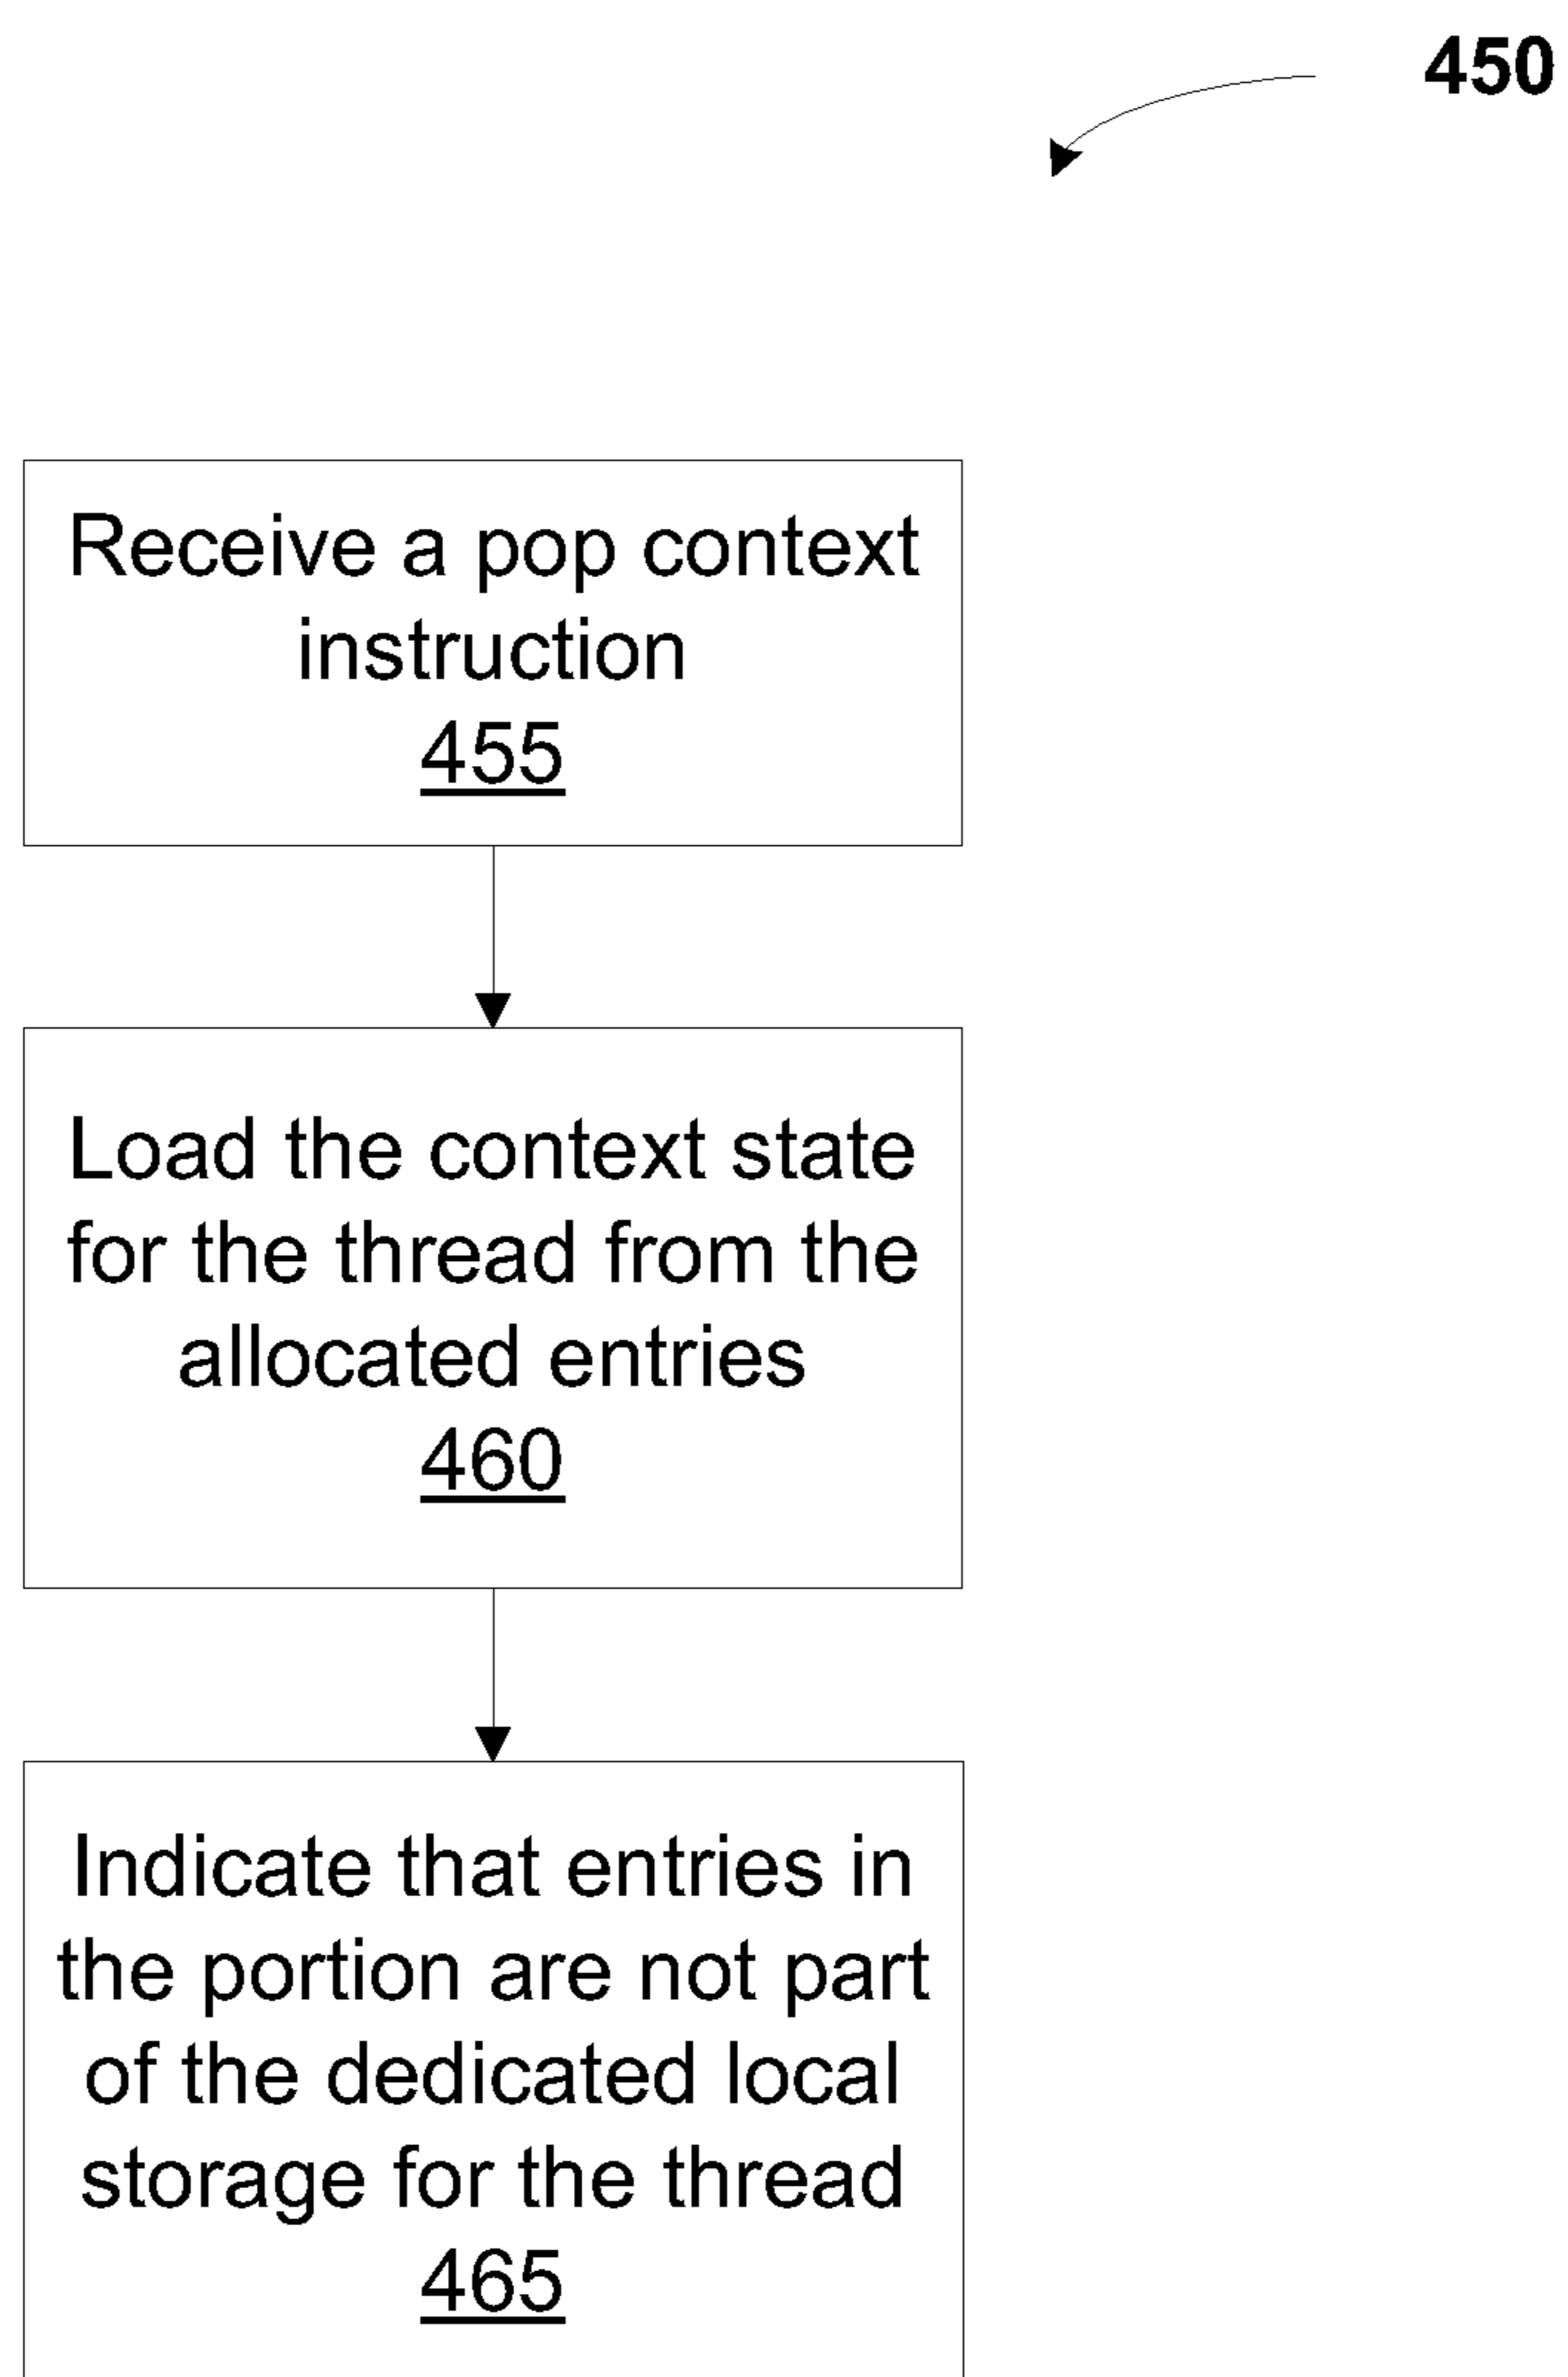 450
Receive a pop context
instruction
455
Load the context state
for the thread from the
allocated entries
460
Indicate that entries in
the portion are not part
of the dedicated local
storage for the thread
465